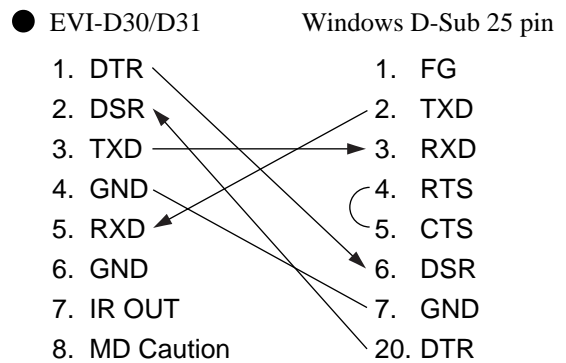 ● EVI-D30/D31 Windows D-Sub 25 pin
1. DTR 1. FG
2. DSR 2. TXD
3. TXD 3. RXD
4. GND 4. RTS
5. RXD 5. CTS
6. GND 6. DSR
7. IR OUT 7. GND
8. MD Caution 20. DTR